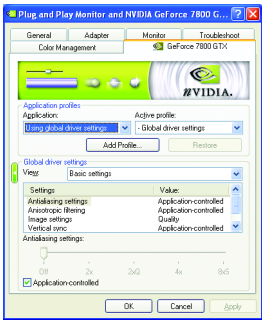 Plug and Play Monitor and NVIDIA GeForce 7800 G...
General Adapter Monitor Troubleshoot
Color Management GeForce 7800 GTX
NVIDIA.
Application profiles
Application: Active profile:
Using global driver settings - Global driver settings
Add Profile... Restore
Global driver settings
View: Basic settings
Settings Value:
Antialiasing settings Application-controlled
Anisotropic filtering Application-controlled
Image settings Quality
Vertical sync Application-controlled
Antialiasing settings:
Off 2x 2xQ 4x 8xS
Application-controlled
OK Cancel Apply